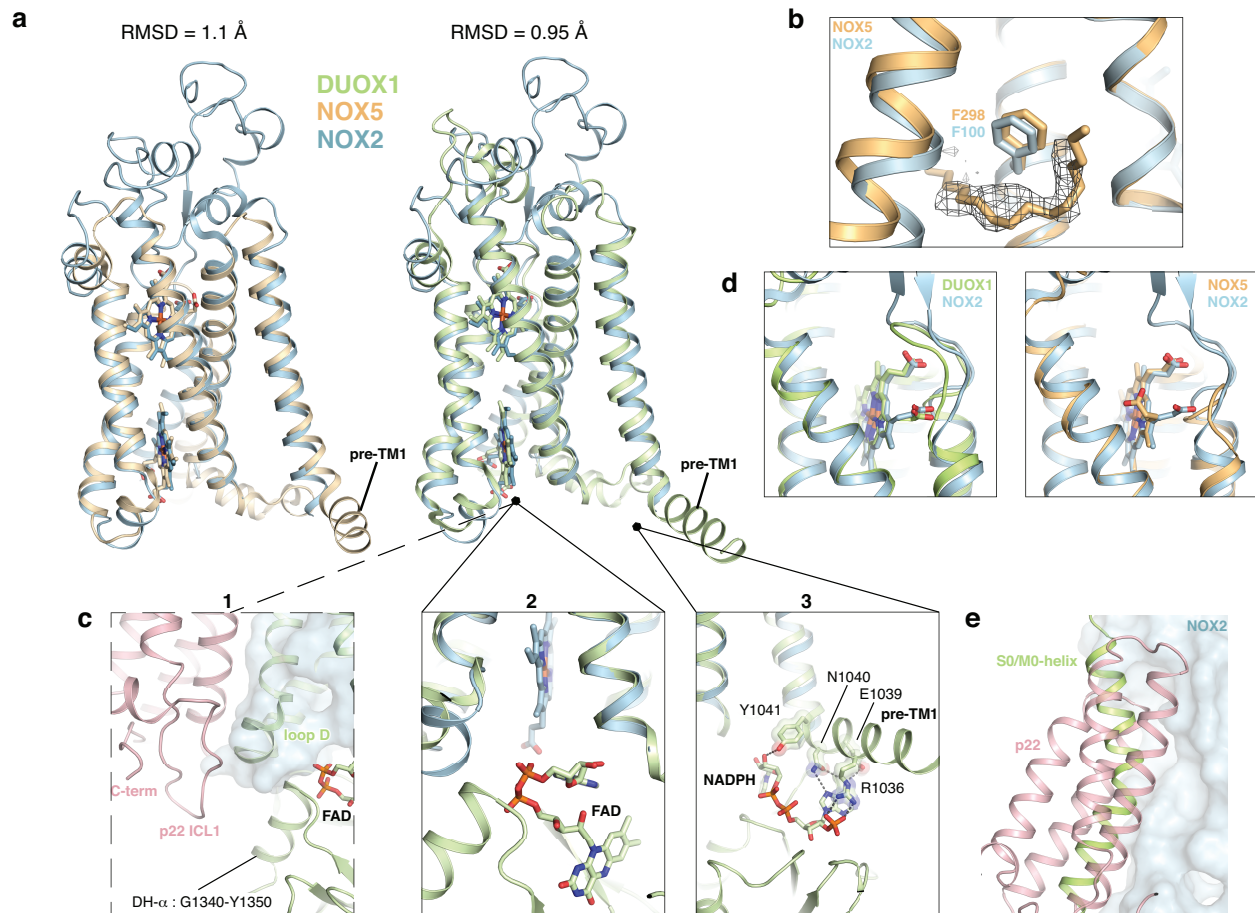 a
RMSD = 1.1 Å
RMSD = 0.95 Å
DUOX1
NOX5
NOX2
pre-TM1
pre-TM1
b
NOX5
NOX2
F298
F100
d
DUOX1
NOX2
NOX5
NOX2
c
1
loop D
C-term
FAD
p22 ICL1
DH-α : G1340-Y1350
2
FAD
3
N1040
E1039
Y1041
pre-TM1
NADPH
R1036
e
NOX2
S0/M0-helix
p22